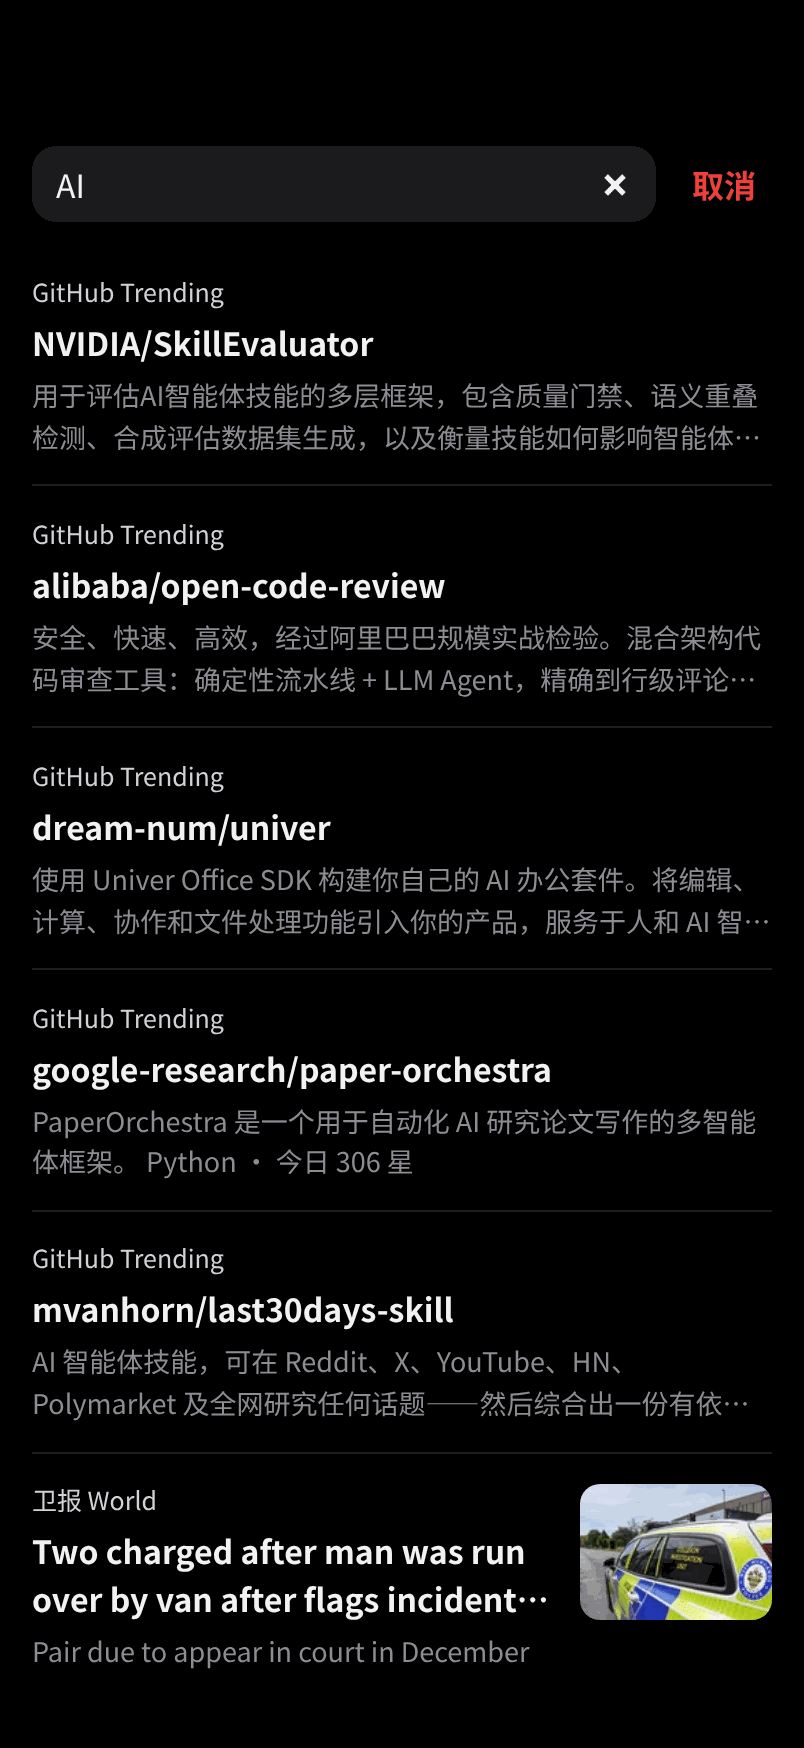 AI
取消
GitHub Trending
NVIDIA/SkillEvaluator
用于评估AI智能体技能的多层框架，包含质量门禁、语义重叠
检测、合成评估数据集生成，以及衡量技能如何影响智能体…
GitHub Trending
alibaba/open-code-review
安全、快速、高效，经过阿里巴巴规模实战检验。混合架构代
码审查工具：确定性流水线 + LLM Agent，精确到行级评论…
GitHub Trending
dream-num/univer
使用 Univer Office SDK 构建你自己的 AI 办公套件。将编辑、
计算、协作和文件处理功能引入你的产品，服务于人和 AI 智…
GitHub Trending
google-research/paper-orchestra
PaperOrchestra 是一个用于自动化 AI 研究论文写作的多智能
体框架。 Python · 今日 306 星
GitHub Trending
mvanhorn/last30days-skill
AI 智能体技能，可在 Reddit、X、YouTube、HN、
Polymarket 及全网研究任何话题——然后综合出一份有依…
卫报 World
Two charged after man was run
over by van after flags incident…
Pair due to appear in court in December